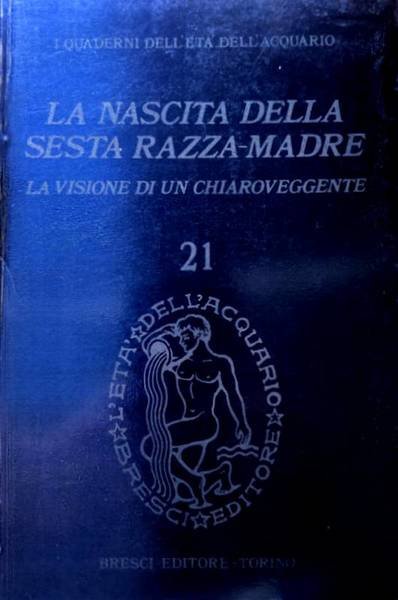 I QUADERNI DELL'ETÀ DELL'ACQUARIO
LA NASCITA DELLA
SESTA RAZZA-MADRE
LA VISIONE DI UN CHIAROVEGGENTE
21
L'ETA' DELL'ACQUARIO
BRESCI EDITORE
BRESCI EDITORE - TORINO